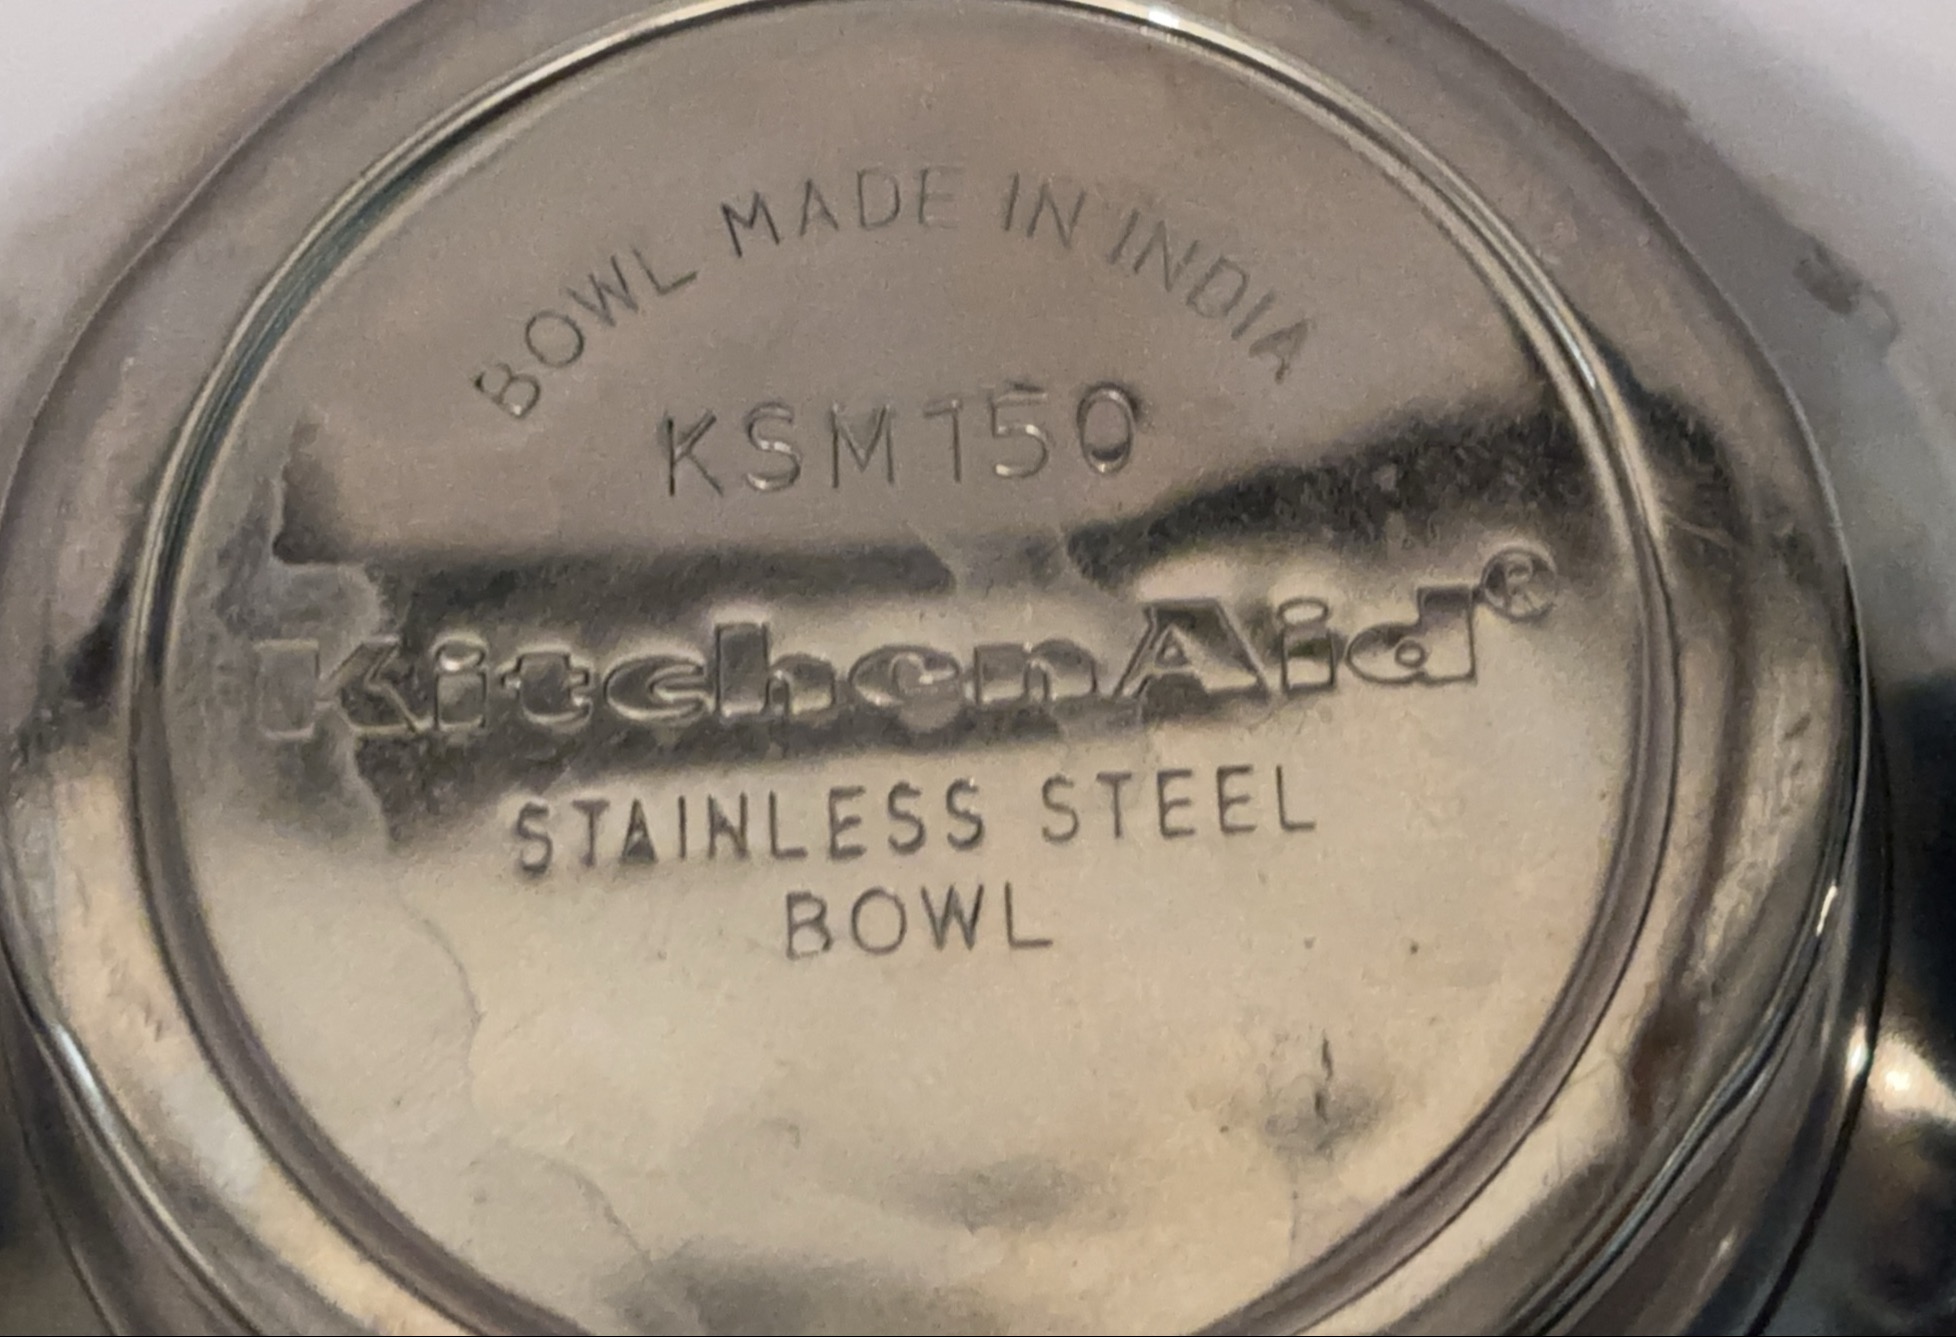 BOWL MADE IN INDIA
KSM150
KitchenAid®
STAINLESS STEEL
BOWL